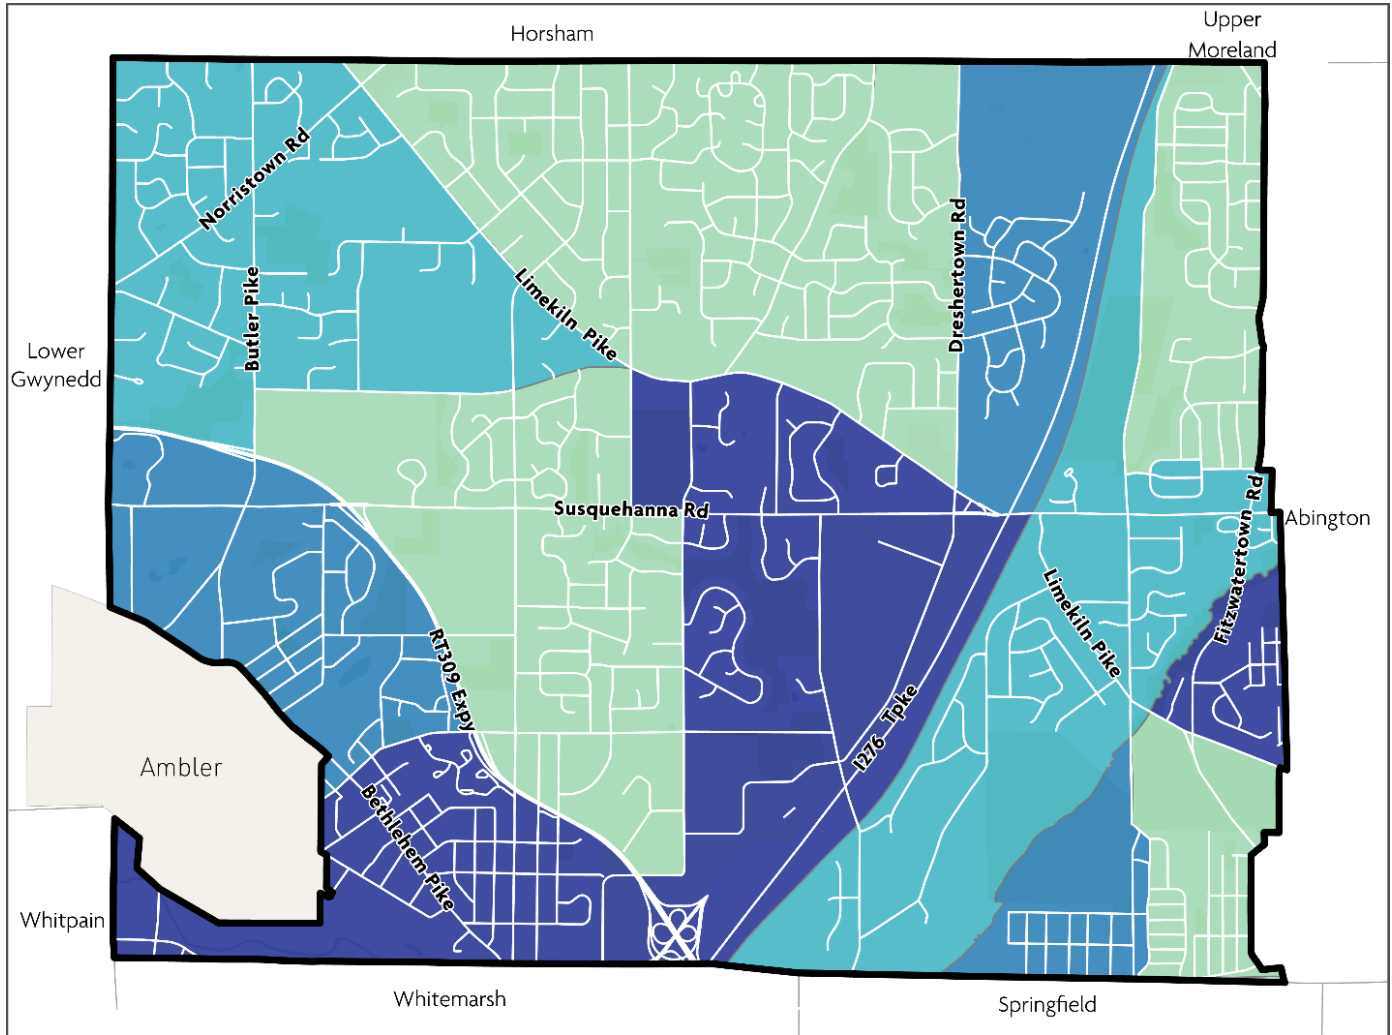 Upper
Moreland
Horsham
Norristown Rd
Butler Pike
Limekiln Pike
Dreshertown Rd
Lower
Gwynedd
Susquehanna Rd
Fitzwatertown Rd
Abington
Limekiln Pike
RT309 Expy
I276 Tpke
Ambler
Bethlehem Pike
Whitpain
Whitemarsh
Springfield